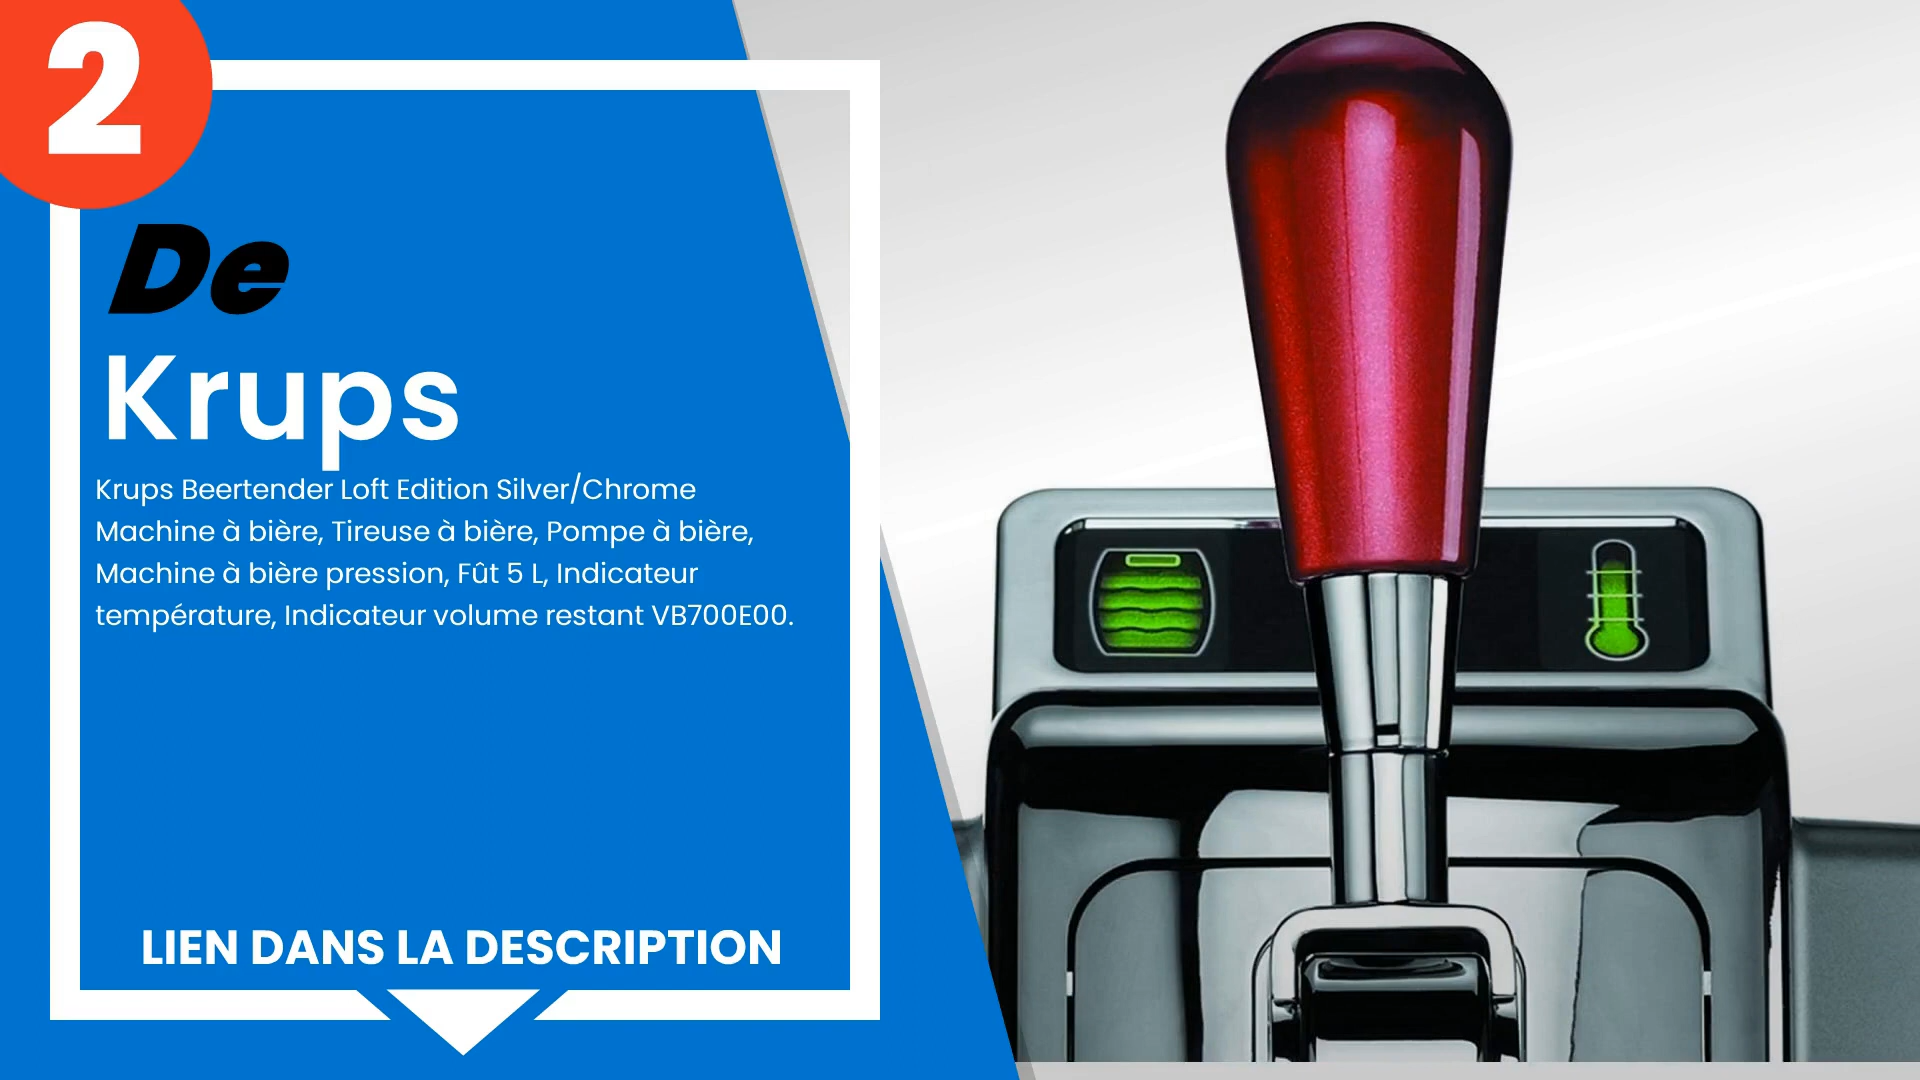 2
De
Krups
Krups Beertender Loft Edition Silver/Chrome
Machine à bière, Tireuse à bière, Pompe à bière,
Machine à bière pression, Fût 5 L, Indicateur
température, Indicateur volume restant VB700E00.
LIEN DANS LA DESCRIPTION